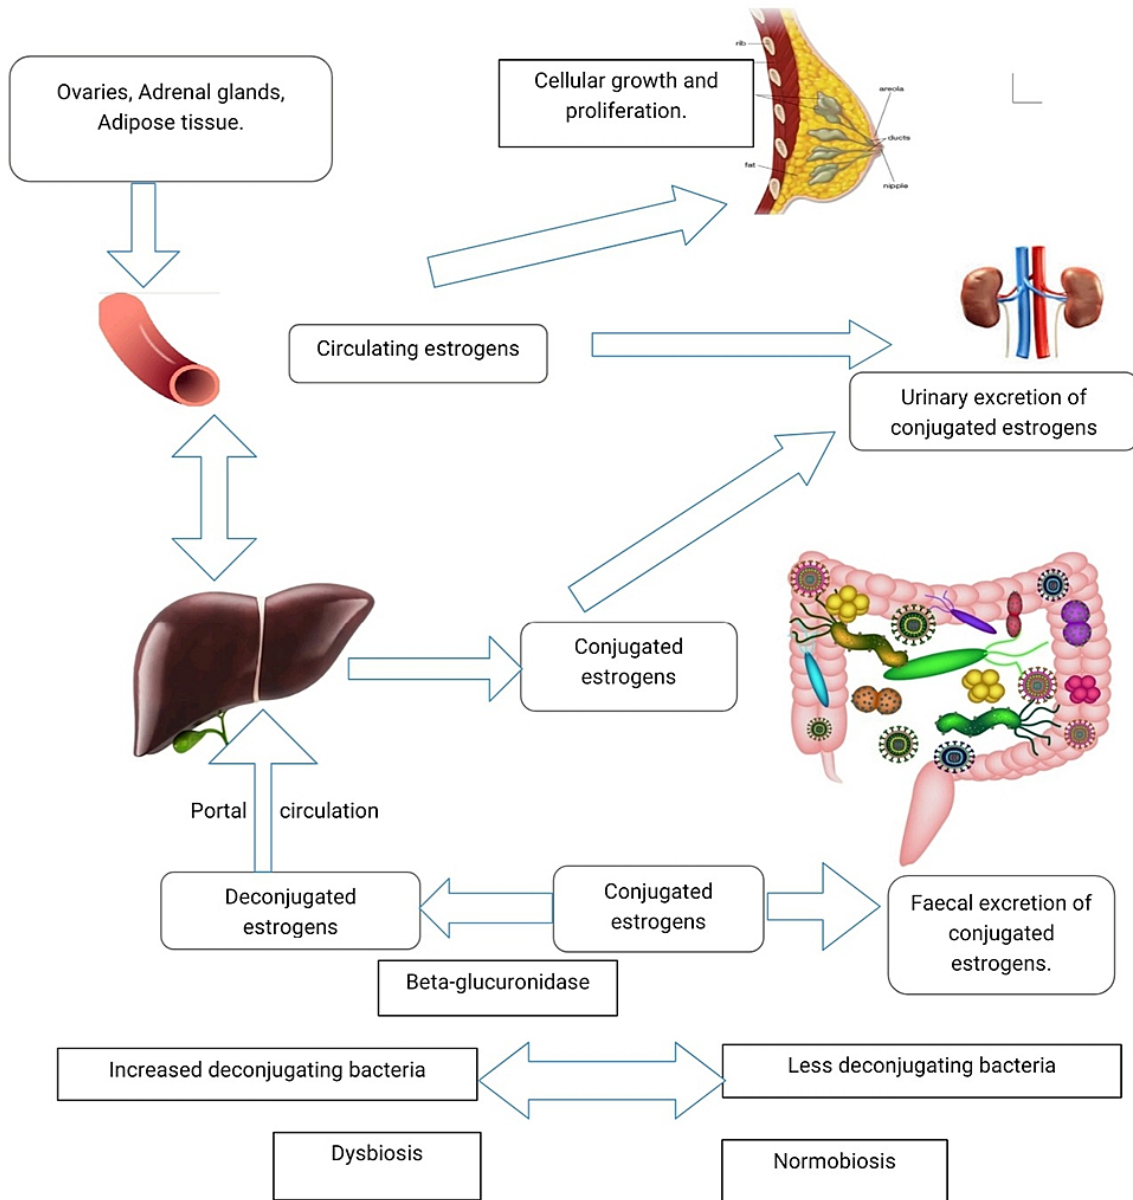 Ovaries, Adrenal glands,
Adipose tissue.
Cellular growth and
proliferation.
rib
areola
ducts
fat
nipple
Circulating estrogens
Urinary excretion of
conjugated estrogens
Conjugated
estrogens
Portal circulation
Deconjugated
estrogens
Conjugated
estrogens
Faecal excretion of
conjugated
estrogens.
Beta-glucuronidase
Increased deconjugating bacteria
Less deconjugating bacteria
Dysbiosis
Normobiosis